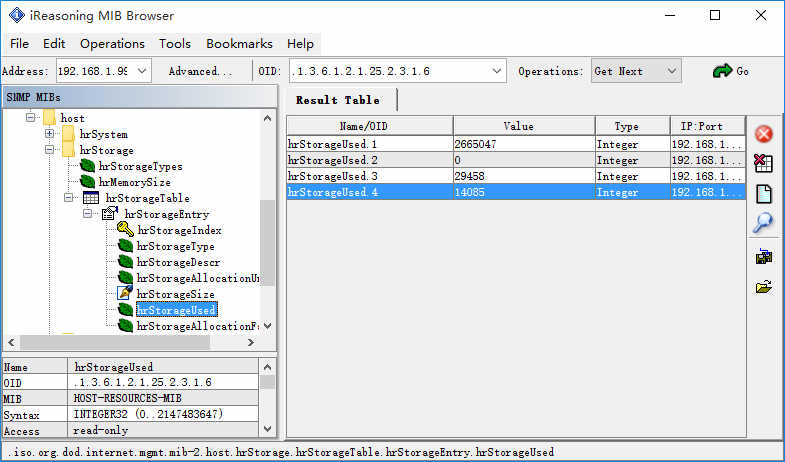 iReasoning MIB Browser
File Edit Operations Tools Bookmarks Help
Address: 192.168.1.99 Advanced... OID: .1.3.6.1.2.1.25.2.3.1.6 Operations: Get Next Go
SNMP MIBs
host
hrSystem
hrStorage
hrStorageTypes
hrMemorySize
hrStorageTable
hrStorageEntry
hrStorageIndex
hrStorageType
hrStorageDescr
hrStorageAllocationUn
hrStorageSize
hrStorageUsed
hrStorageAllocationFa
Name hrStorageUsed
OID .1.3.6.1.2.1.25.2.3.1.6
MIB HOST-RESOURCES-MIB
Syntax INTEGER32 (0..2147483647)
Access read-only
Result Table
Name/OID Value Type IP:Port
hrStorageUsed.1 2665047 Integer 192.168.1...
hrStorageUsed.2 0 Integer 192.168.1...
hrStorageUsed.3 29458 Integer 192.168.1...
hrStorageUsed.4 14085 Integer 192.168.1...
.iso.org.dod.internet.mgmt.mib-2.host.hrStorage.hrStorageTable.hrStorageEntry.hrStorageUsed